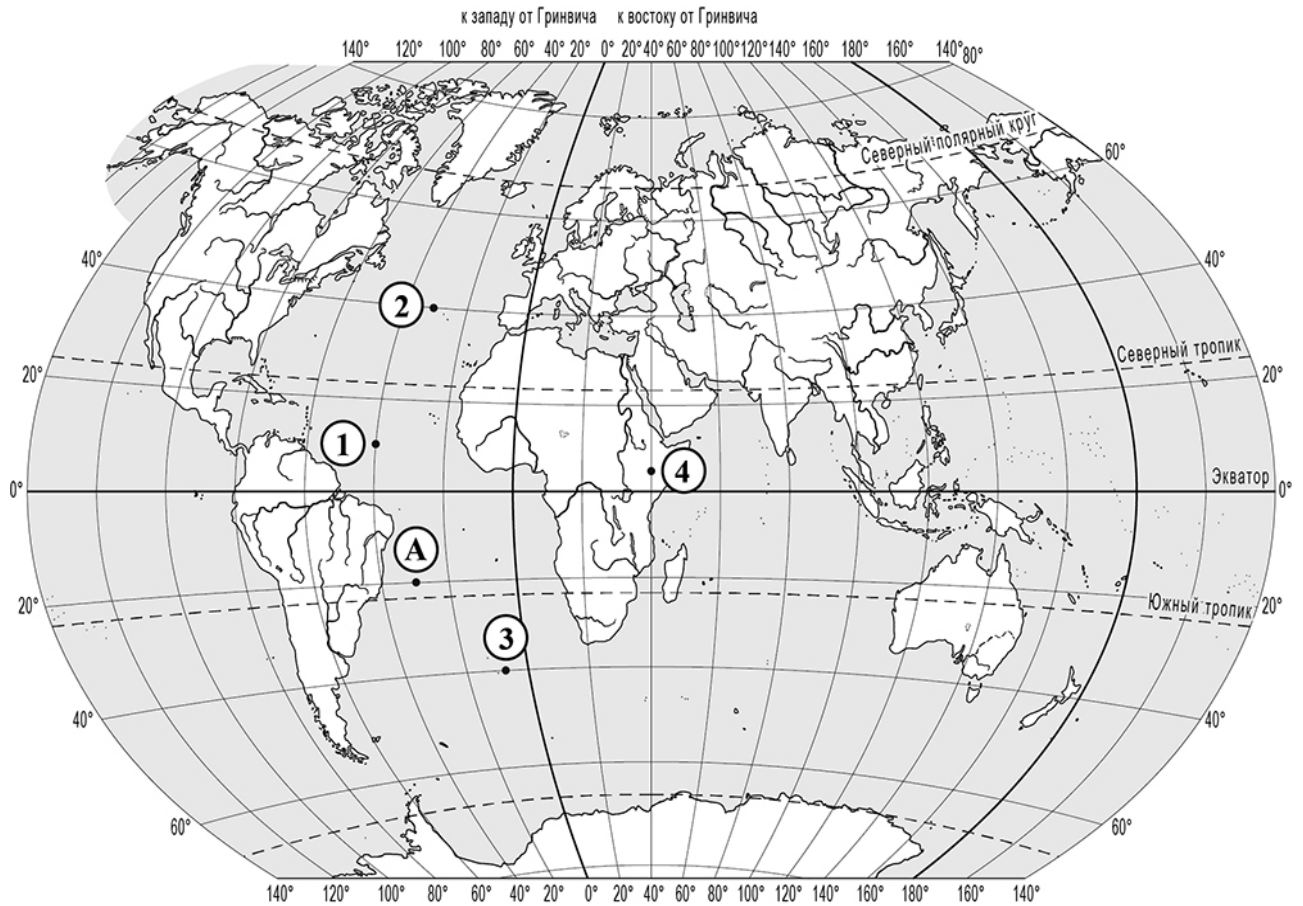 к западу от Гринвича к востоку от Гринвича
140° 120° 100° 80° 60° 40° 20° 0° 20° 40° 60° 80° 100° 120° 140° 160° 180° 160° 140° 80°
Северный полярный круг
60°
40° 40°
2
Северный тропик
20° 20°
1
4
Экватор
0° 0°
А
20° Южный тропик 20°
3
40° 40°
60° 60°
140° 120° 100° 80° 60° 40° 20° 0° 20° 40° 60° 80° 100° 120° 140° 160° 180° 160° 140°